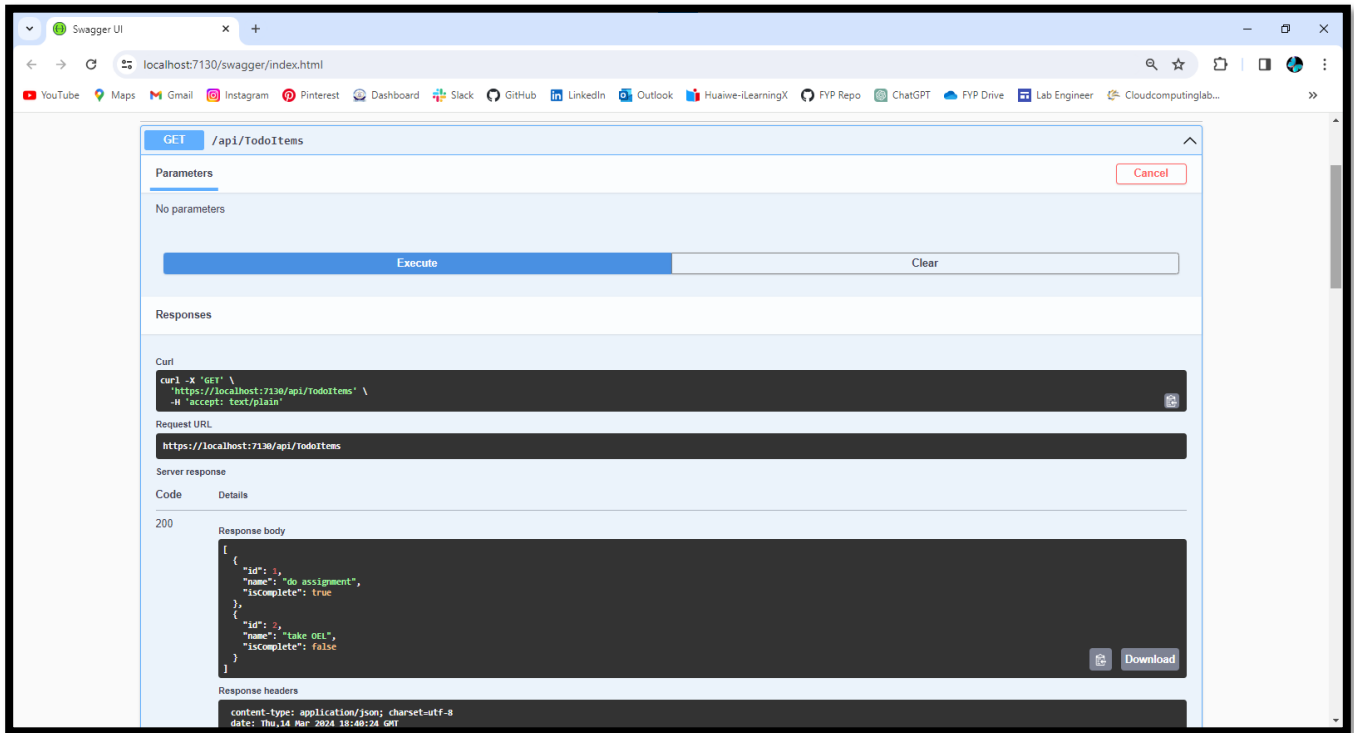 Swagger UI
localhost:7130/swagger/index.html
YouTube Maps Gmail Instagram Pinterest Dashboard Slack GitHub LinkedIn Outlook Huaiwe-iLearningX FYP Repo ChatGPT FYP Drive Lab Engineer Cloudcomputinglab...
GET /api/TodoItems
Parameters
Cancel
No parameters
Execute
Clear
Responses
Curl
curl -X 'GET' \
'https://localhost:7130/api/TodoItems' \
-H 'accept: text/plain'
Request URL
https://localhost:7130/api/TodoItems
Server response
Code Details
200
Response body
[
{
"id": 1,
"name": "do assignment",
"isComplete": true
},
{
"id": 2,
"name": "take OEL",
"isComplete": false
}
]
Download
Response headers
content-type: application/json; charset=utf-8
date: Thu,14 Mar 2024 18:40:24 GMT